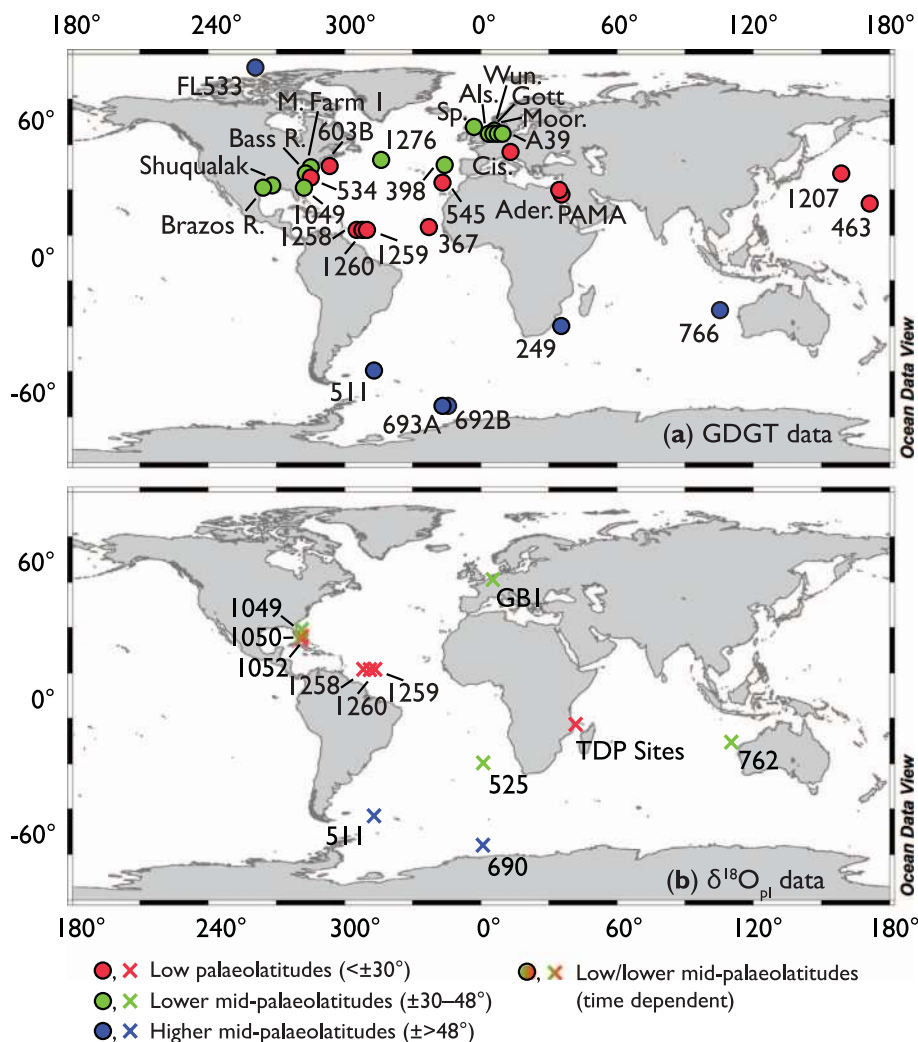 180° 240° 300° 0° 60° 120° 180°
FL533
60°
M. Farm 1
Bass R.
603B
Shuqualak
1276
Sp.
Als.
Wun.
Gott
Moor.
A39
Cis.
398
534
545
1207
1049
Ader.
PAMA
463
Brazos R.
1258
1260
1259
367
0°
249
766
511
-60°
693A
692B
(a) GDGT data
Ocean Data View
60°
GB1
1049
1050
1052
1258
1260
1259
0°
TDP Sites
762
525
511
-60°
690
(b) δ¹⁸Opl data
Ocean Data View
180° 240° 300° 0° 60° 120° 180°
, Low palaeolatitudes (<±30°)
, Low/lower mid-palaeolatitudes
(time dependent)
, Lower mid-palaeolatitudes (±30–48°)
, Higher mid-palaeolatitudes (±>48°)